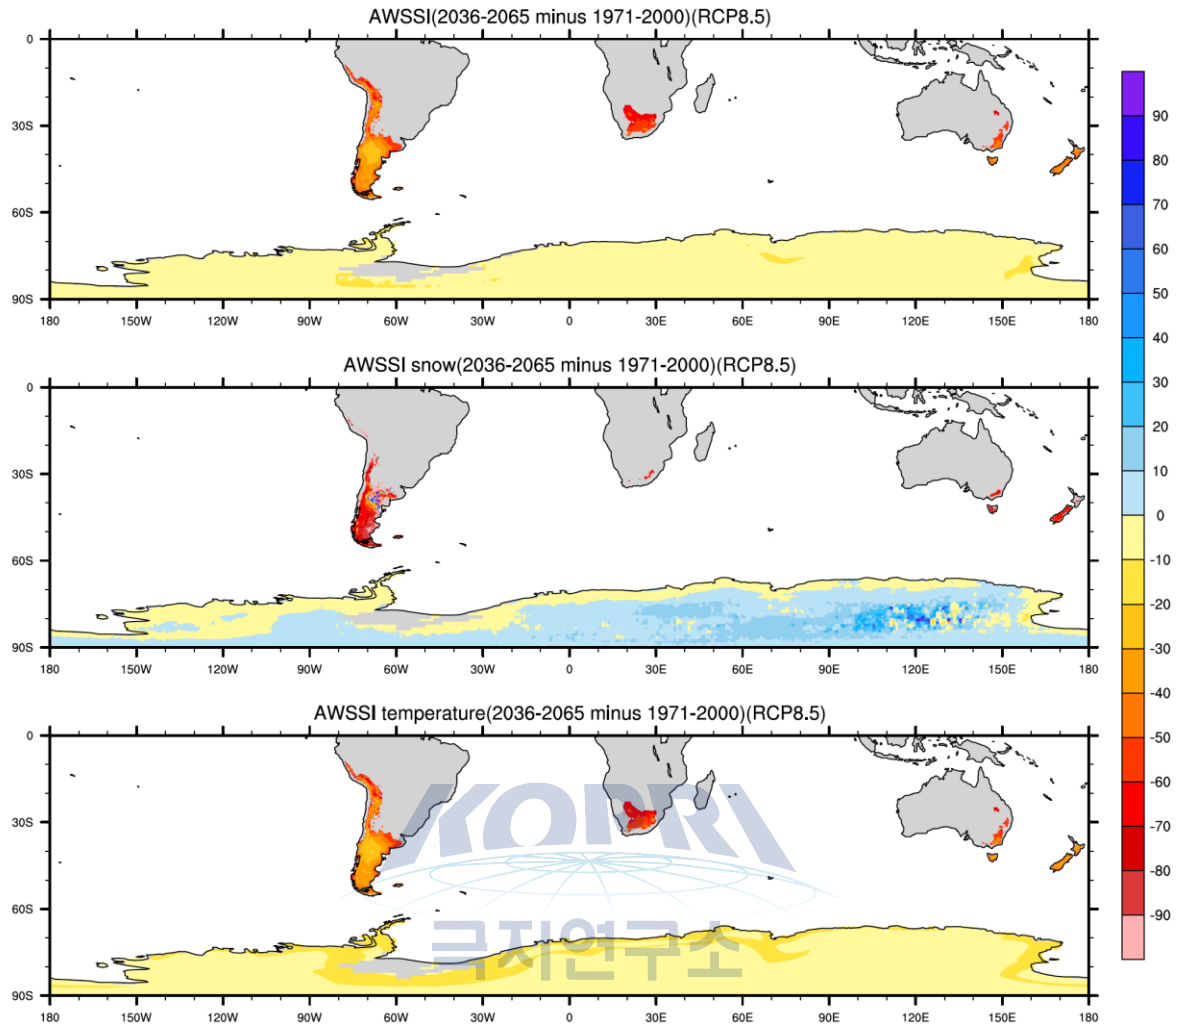 AWSSI(2036-2065 minus 1971-2000)(RCP8.5)
0
30S
60S
90S
180 150W 120W 90W 60W 30W 0 30E 60E 90E 120E 150E 180
AWSSI snow(2036-2065 minus 1971-2000)(RCP8.5)
0
30S
60S
90S
180 150W 120W 90W 60W 30W 0 30E 60E 90E 120E 150E 180
AWSSI temperature(2036-2065 minus 1971-2000)(RCP8.5)
0
30S
60S
90S
180 150W 120W 90W 60W 30W 0 30E 60E 90E 120E 150E 180
KOPRI
극지연구소
90
80
70
60
50
40
30
20
10
0
-10
-20
-30
-40
-50
-60
-70
-80
-90